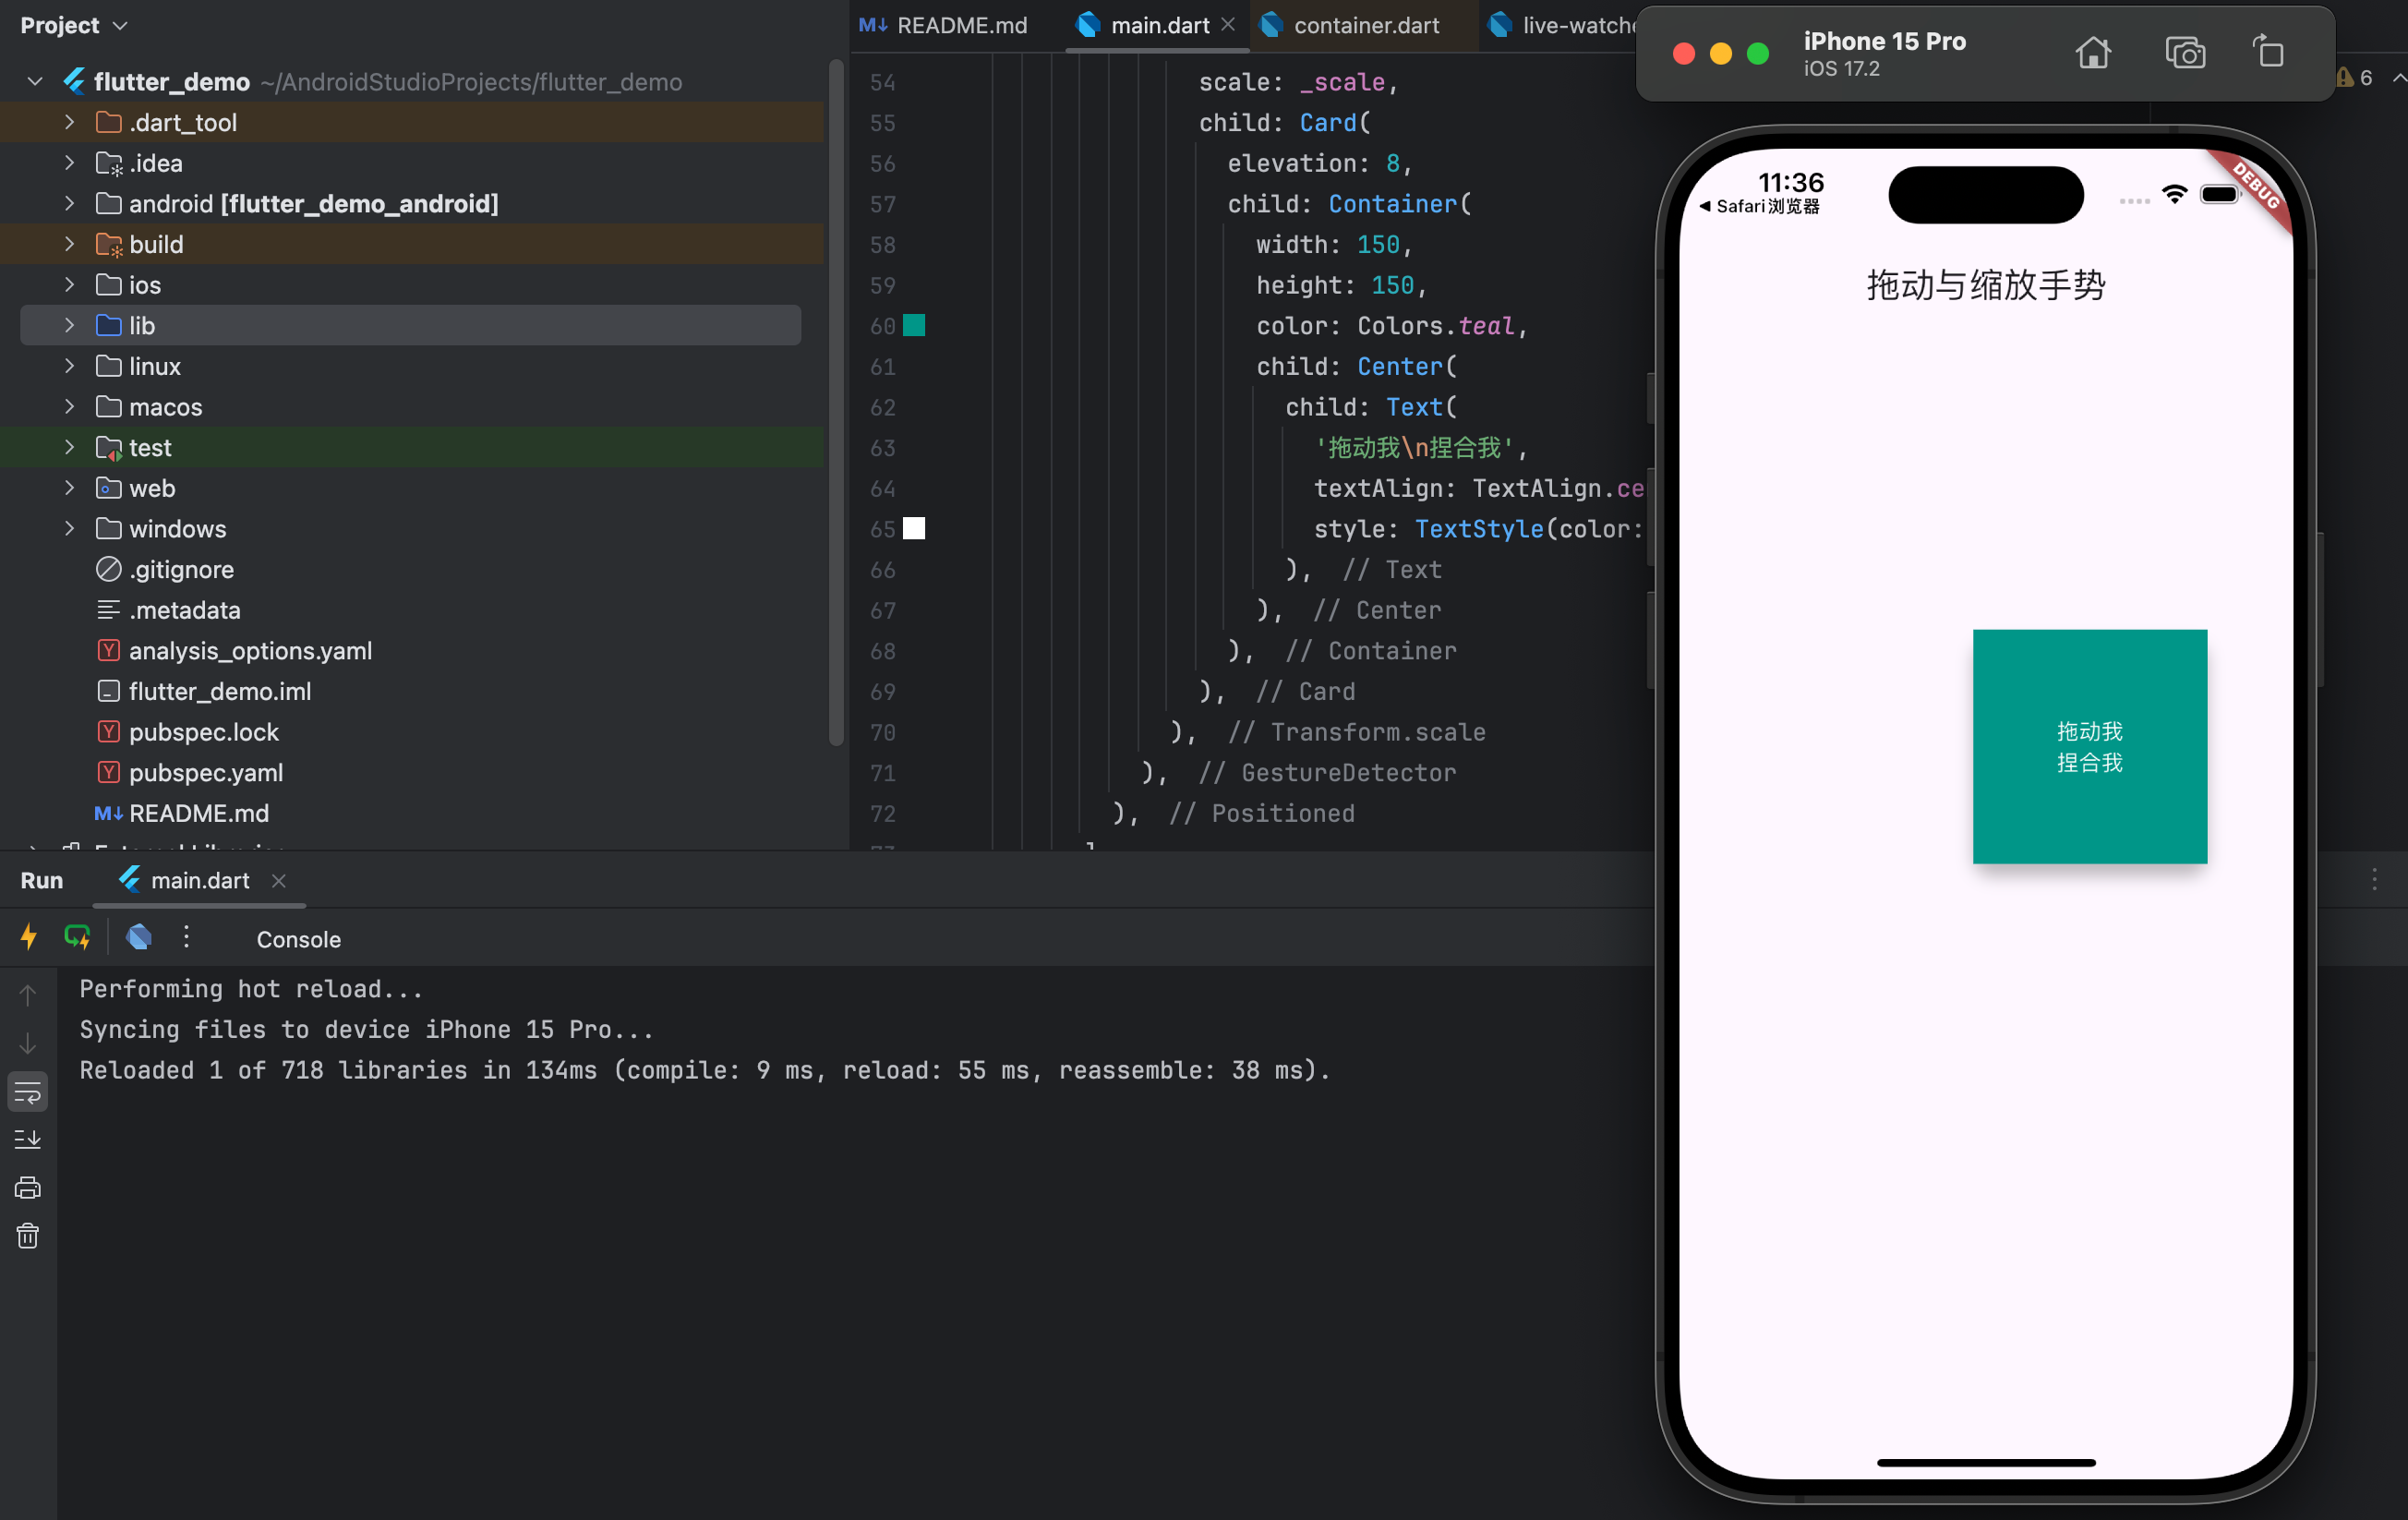 Project
flutter_demo ~/AndroidStudioProjects/flutter_demo
.dart_tool
.idea
android [flutter_demo_android]
build
ios
lib
linux
macos
test
web
windows
.gitignore
.metadata
analysis_options.yaml
flutter_demo.iml
pubspec.lock
pubspec.yaml
README.md
README.md
main.dart
container.dart
54 scale: _scale,
55 child: Card(
56 elevation: 8,
57 child: Container(
58 width: 150,
59 height: 150,
60 color: Colors.teal,
61 child: Center(
62 child: Text(
63 '拖动我\n捏合我',
64 textAlign: TextAlign.ce
65 style: TextStyle(color:
66 ), // Text
67 ), // Center
68 ), // Container
69 ), // Card
70 ), // Transform.scale
71 ), // GestureDetector
72 ), // Positioned
6
iPhone 15 Pro
iOS 17.2
11:36
Safari浏览器
DEBUG
拖动与缩放手势
拖动我
捏合我
Run
main.dart
Console
Performing hot reload...
Syncing files to device iPhone 15 Pro...
Reloaded 1 of 718 libraries in 134ms (compile: 9 ms, reload: 55 ms, reassemble: 38 ms).